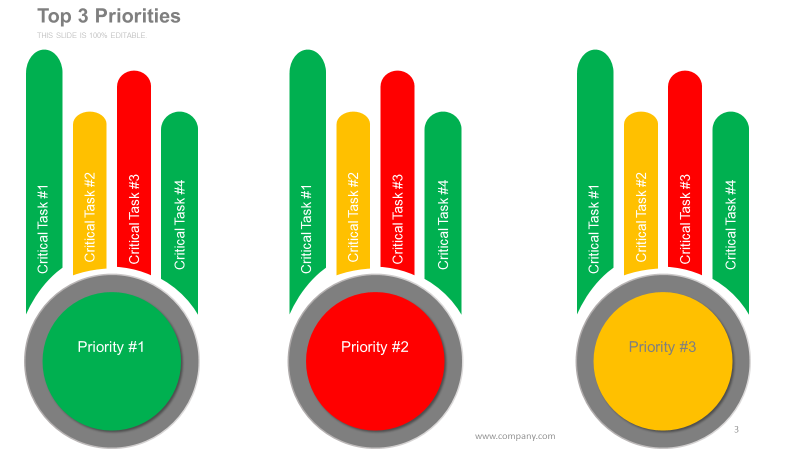 Top 3 Priorities
THIS SLIDE IS 100% EDITABLE.
Critical Task #1
Critical Task #2
Critical Task #3
Critical Task #4
Critical Task #1
Critical Task #2
Critical Task #3
Critical Task #4
Critical Task #1
Critical Task #2
Critical Task #3
Critical Task #4
Priority #1
Priority #2
Priority #3
www.company.com
3